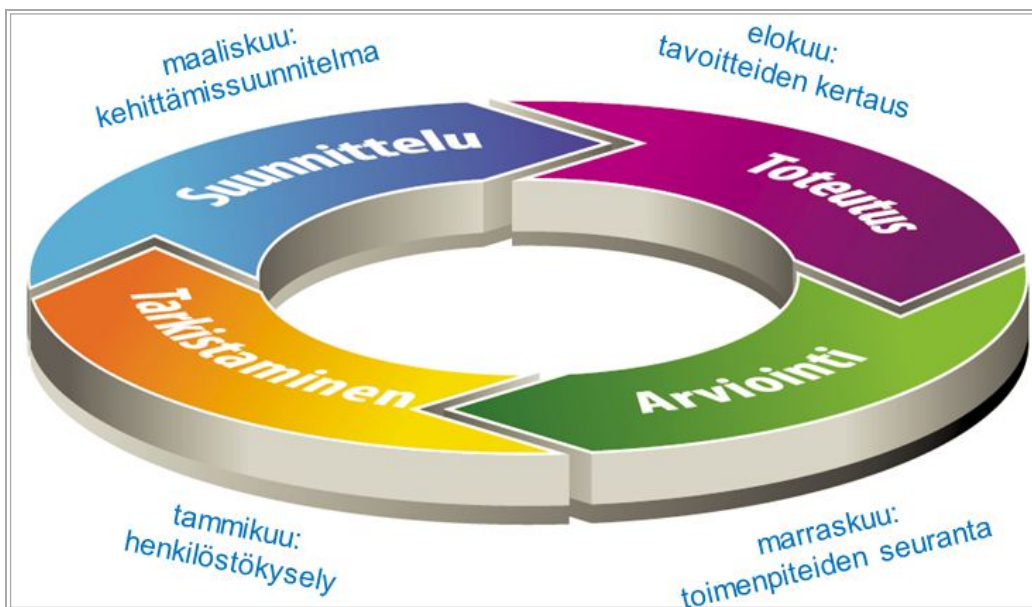 maaliskuu:
kehittämissuunnitelma
elokuu:
tavoitteiden kertaus
Suunnittelu
Toteutus
Tarkistaminen
Arviointi
tammikuu:
henkilöstökysely
marraskuu:
toimenpiteiden seuranta